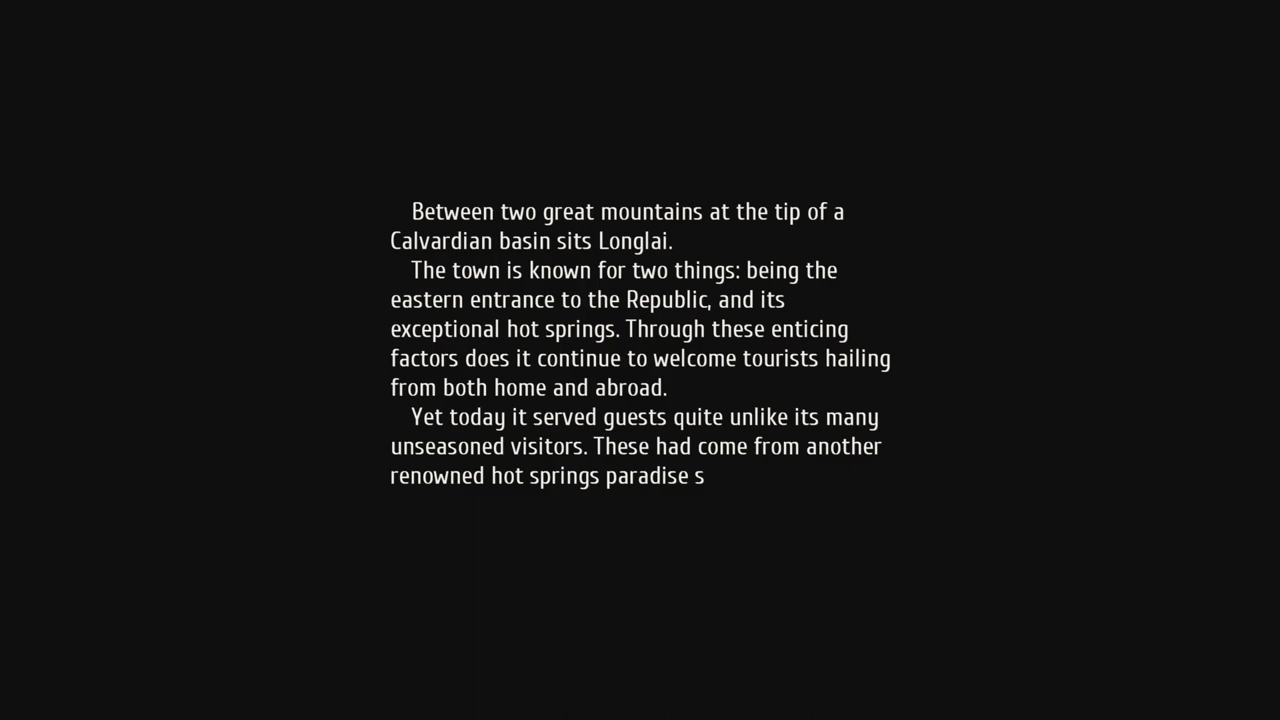 Between two great mountains at the tip of a
Calvardian basin sits Longlai.
The town is known for two things: being the
eastern entrance to the Republic, and its
exceptional hot springs. Through these enticing
factors does it continue to welcome tourists hailing
from both home and abroad.
Yet today it served guests quite unlike its many
unseasoned visitors. These had come from another
renowned hot springs paradise s